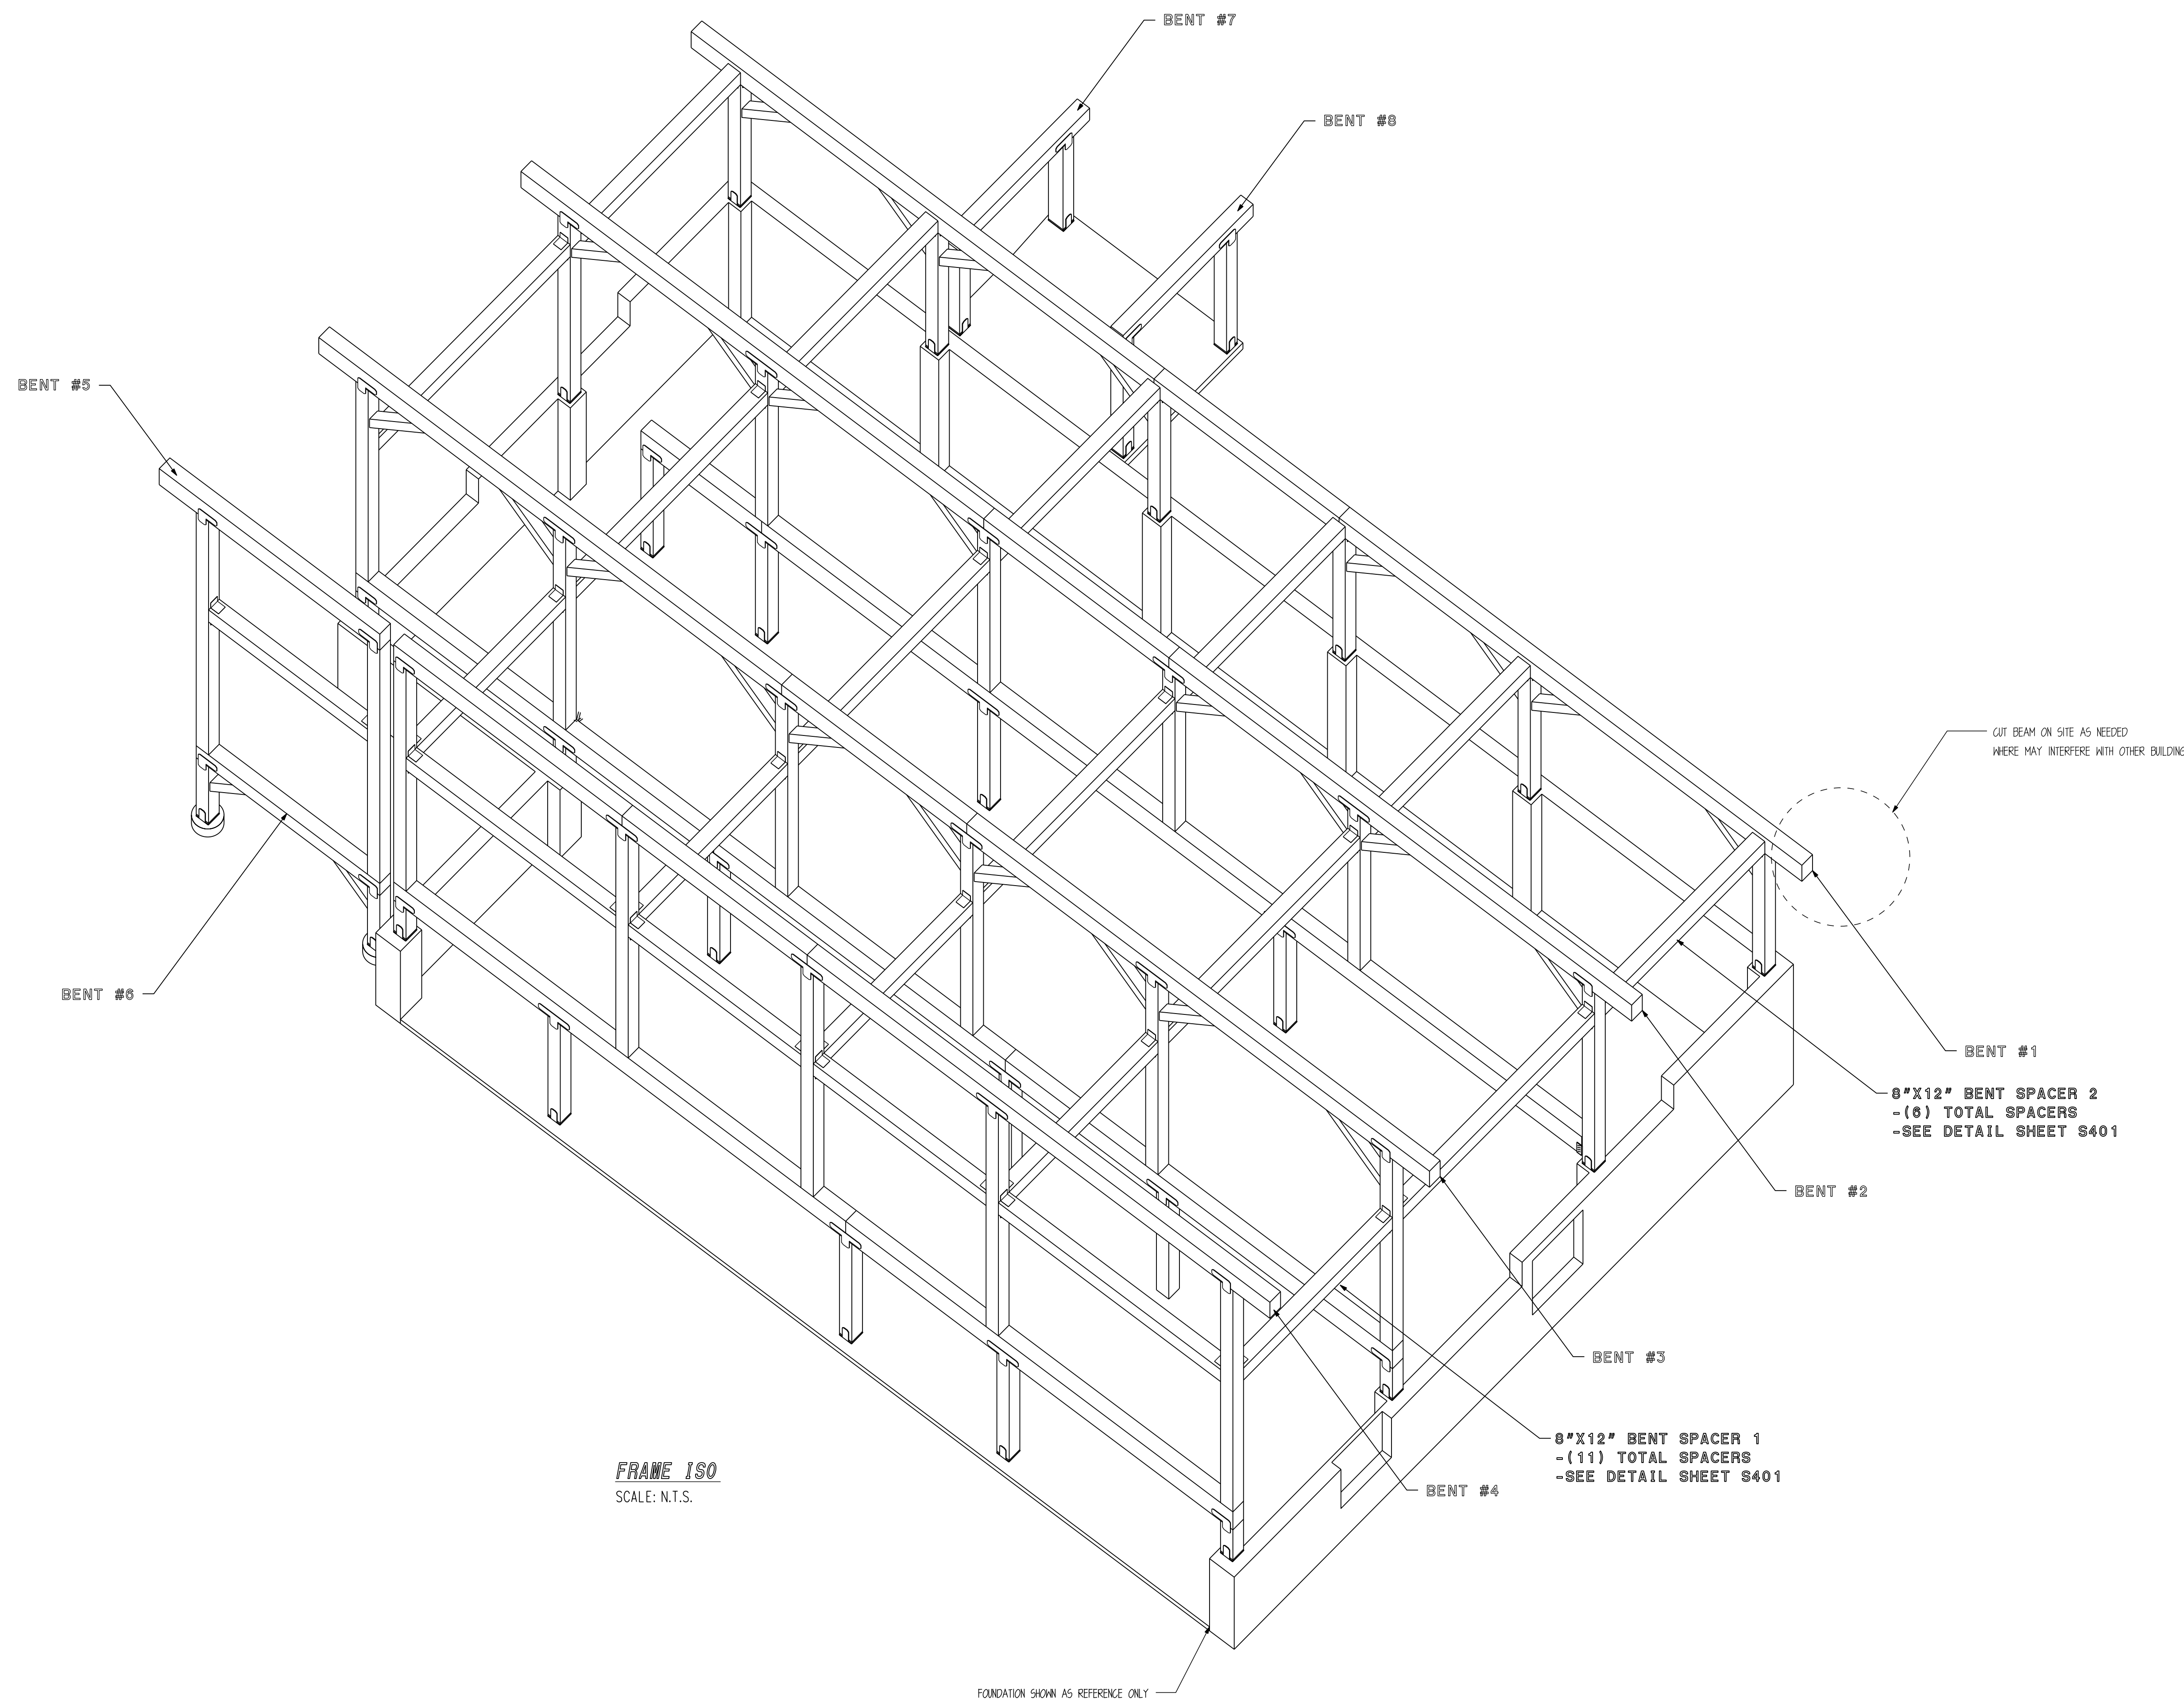 BENT #7
BENT #8
BENT #5
CUT BEAM ON SITE AS NEEDED
WHERE MAY INTERFERE WITH OTHER BUILDING
BENT #6
BENT #1
8"X12" BENT SPACER 2
-(6) TOTAL SPACERS
-SEE DETAIL SHEET S401
BENT #2
BENT #3
8"X12" BENT SPACER 1
-(11) TOTAL SPACERS
-SEE DETAIL SHEET S401
BENT #4
FRAME ISO
SCALE: N.T.S.
FOUNDATION SHOWN AS REFERENCE ONLY